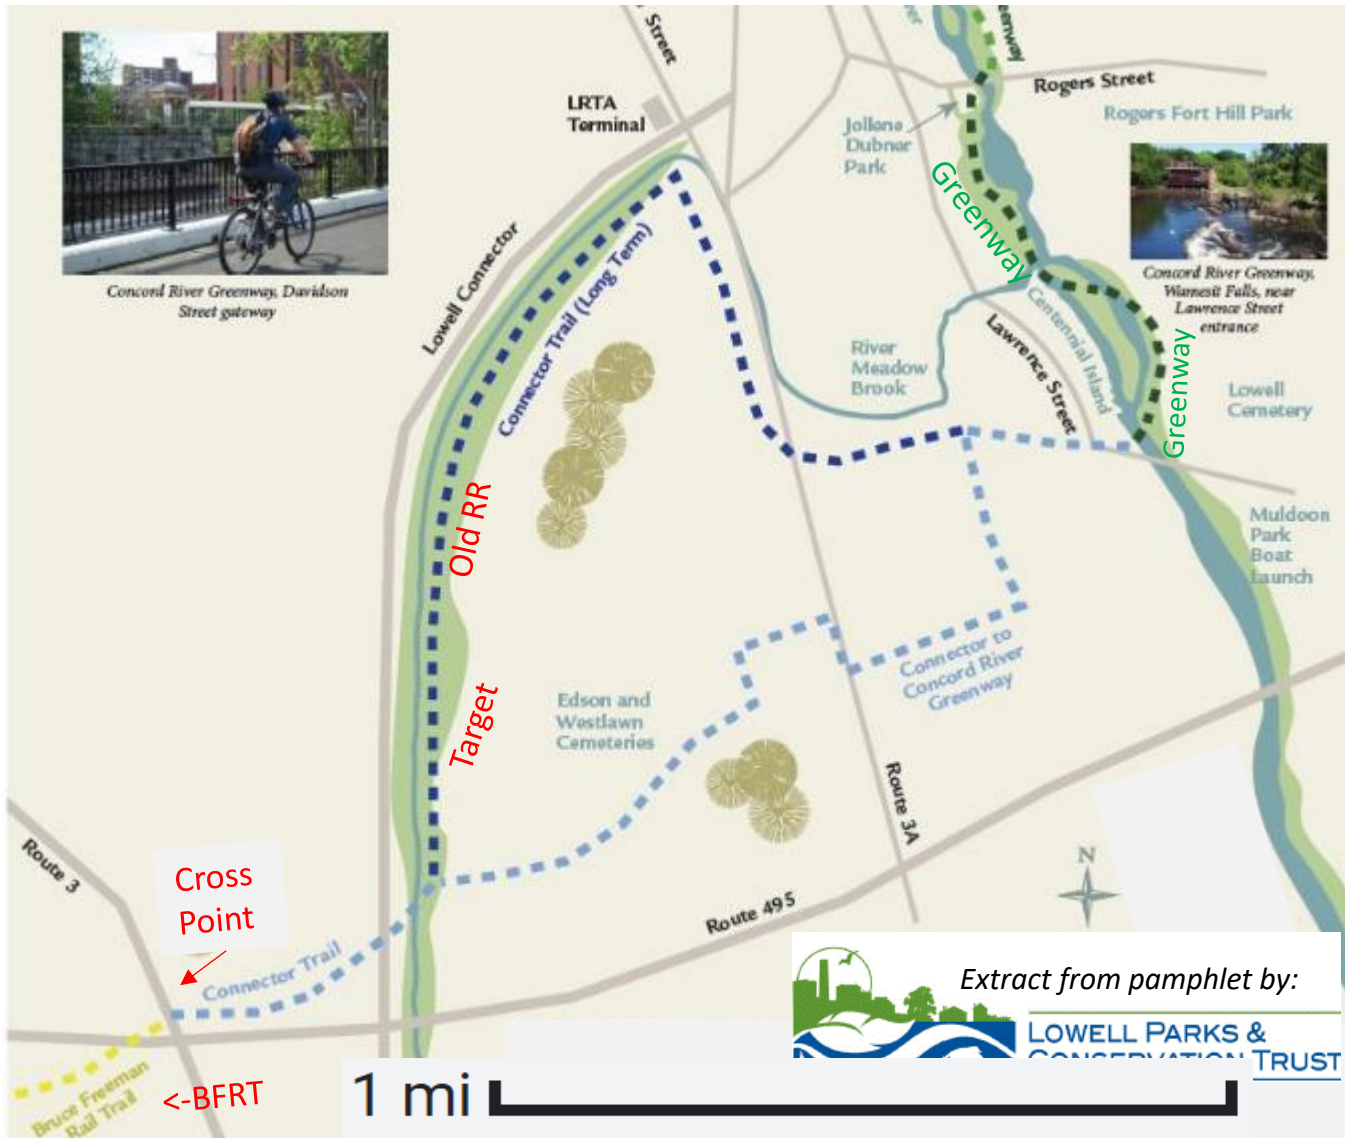 Street
LRTA
Terminal
Rogers Street
Rogers Fort Hill Park
Jollene
Dubner
Park
Greenway
Concord River Greenway, Davidson
Street gateway
Concord River Greenway,
Wamesit Falls, near
Lawrence Street
entrance
Lowell Connector
Connector Trail (Long Term)
Centennial Island
Lawrence Street
River
Meadow
Brook
Greenway
Lowell
Cemetery
Old RR
Muldoon
Park
Boat
Launch
Connector to
Concord River
Greenway
Target
Edson and
Westlawn
Cemeteries
Route 3A
Route 3
Cross
Point
N
Route 495
Connector Trail
Extract from pamphlet by:
LOWELL PARKS &
CONSERVATION TRUST
Bruce Freeman
Rail Trail
<-BFRT
1 mi